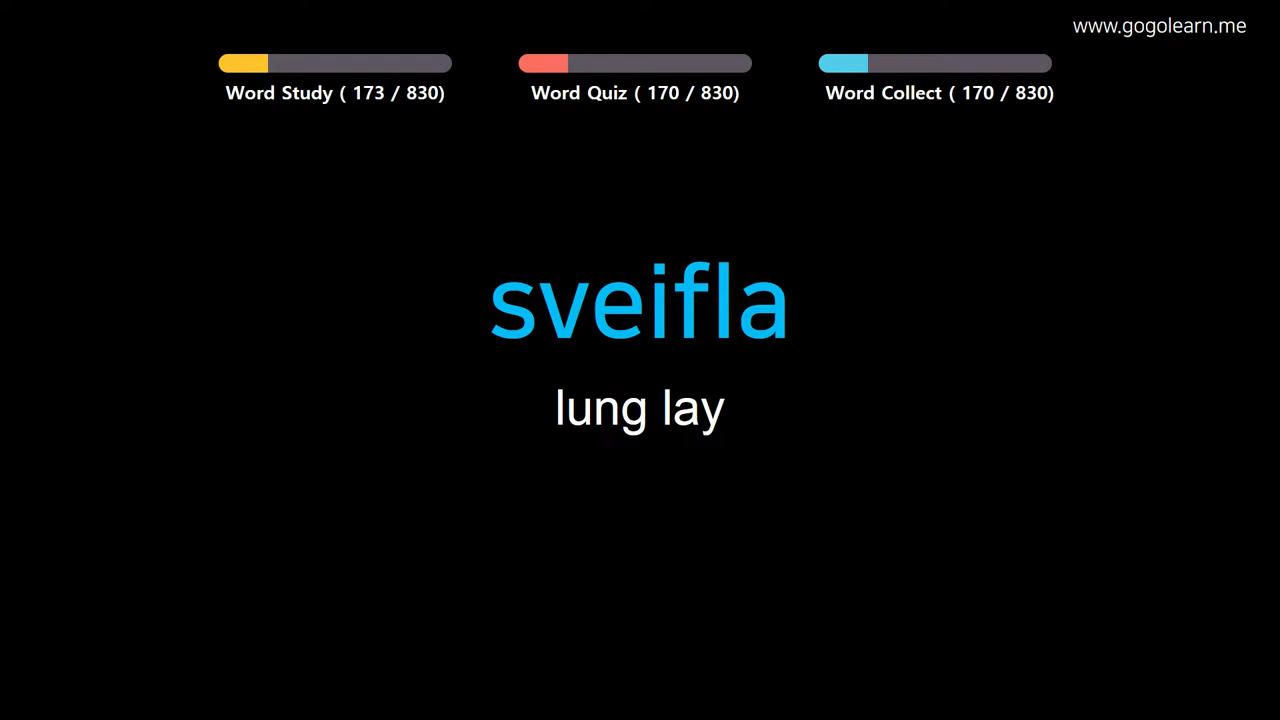 www.gogolearn.me
Word Study ( 173 / 830)
Word Quiz ( 170 / 830)
Word Collect ( 170 / 830)
sveifla
lung lay